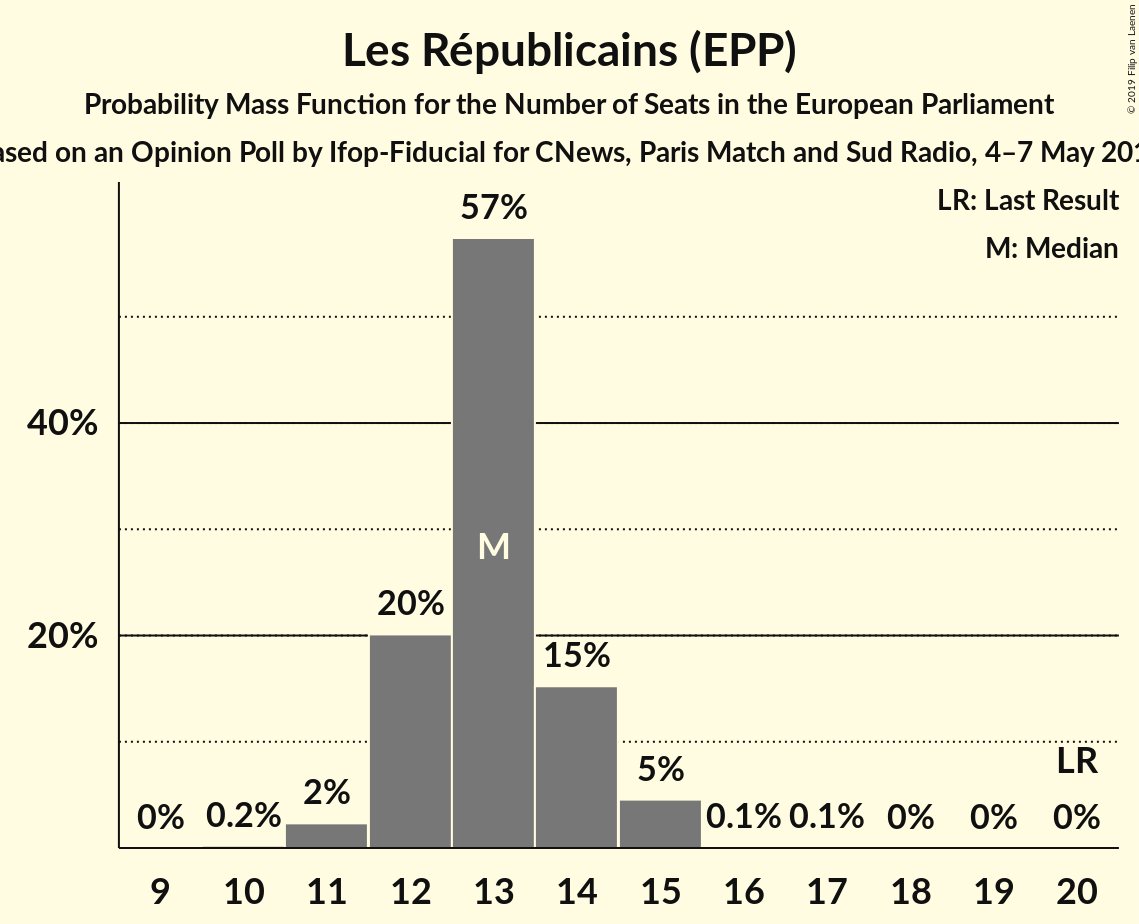 © 2019 Filip van Laenen
Les Républicains (EPP)
Probability Mass Function for the Number of Seats in the European Parliament
on an Opinion Poll by Ifop-Fiducial for CNews, Paris Match and Sud Radio, 4–7 May
LR: Last Result
M: Median
57%
40%
M
20%
20%
15%
LR
5%
2%
0% 0.2% 0.1% 0.1% 0% 0% 0%
9 10 11 12 13 14 15 16 17 18 19 20